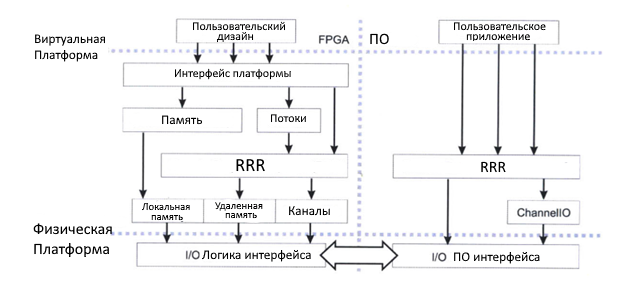 Пользовательский
дизайн
FPGA
ПО
Пользовательское
приложение
Виртуальная
Платформа
Интерфейс платформы
Память
Потоки
RRR
RRR
Локальная
память
Удаленная
память
Каналы
ChannelIO
Физическая
Платформа
I/O Логика интерфейса
I/O ПО интерфейса